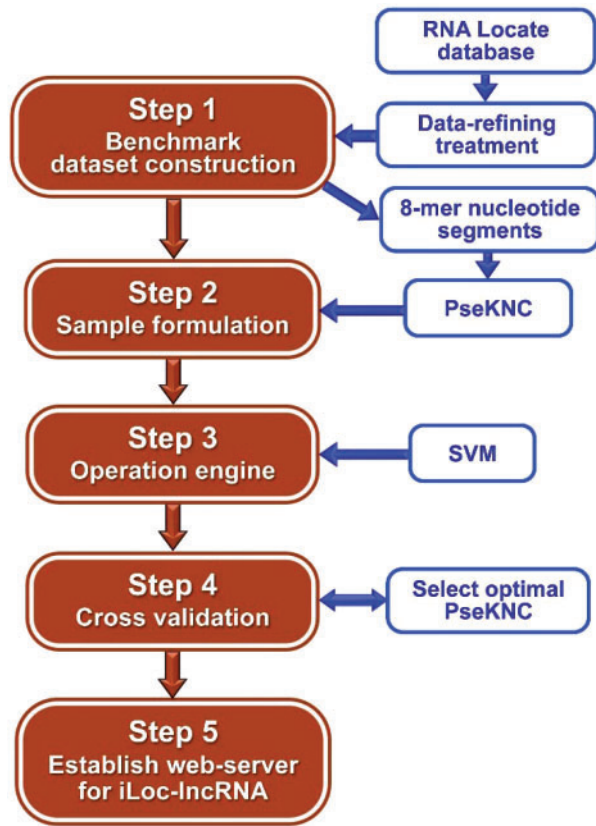 RNA Locate
database
Step 1
Benchmark
dataset construction
Data-refining
treatment
8-mer nucleotide
segments
Step 2
Sample formulation
PseKNC
Step 3
Operation engine
SVM
Step 4
Cross validation
Select optimal
PseKNC
Step 5
Establish web-server
for iLoc-lncRNA